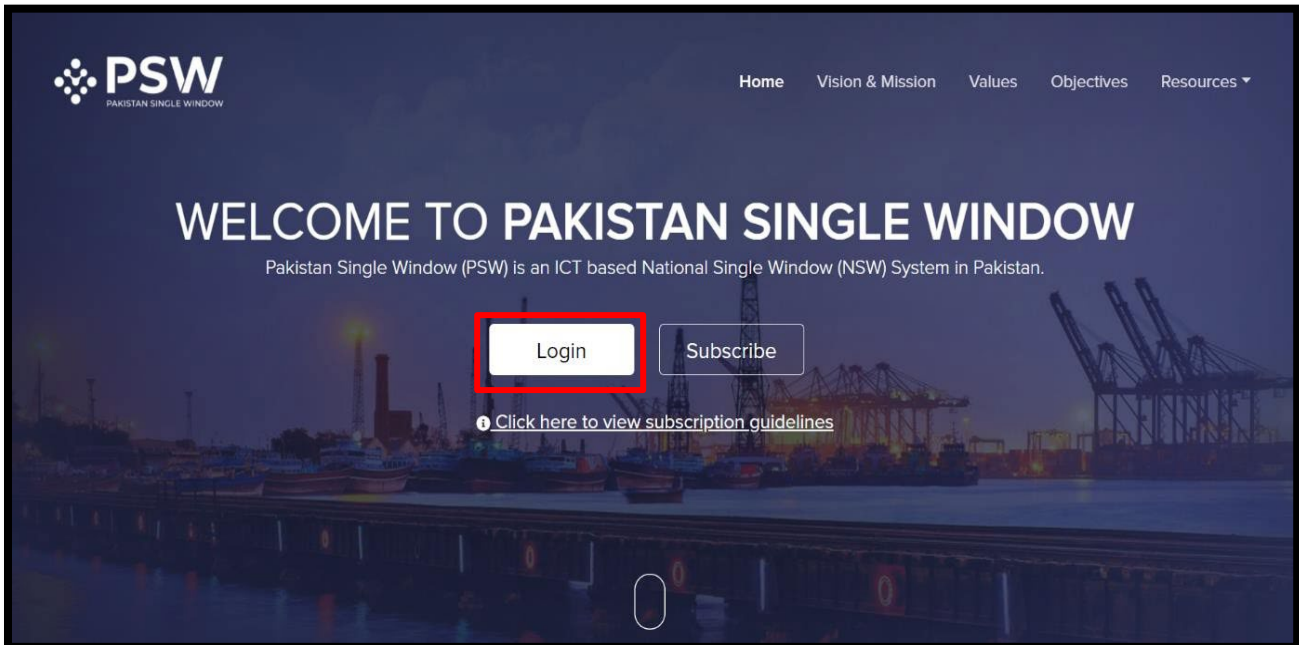 PSW
PAKISTAN SINGLE WINDOW
Home Vision & Mission Values Objectives Resources
WELCOME TO PAKISTAN SINGLE WINDOW
Pakistan Single Window (PSW) is an ICT based National Single Window (NSW) System in Pakistan.
Login Subscribe
Click here to view subscription guidelines